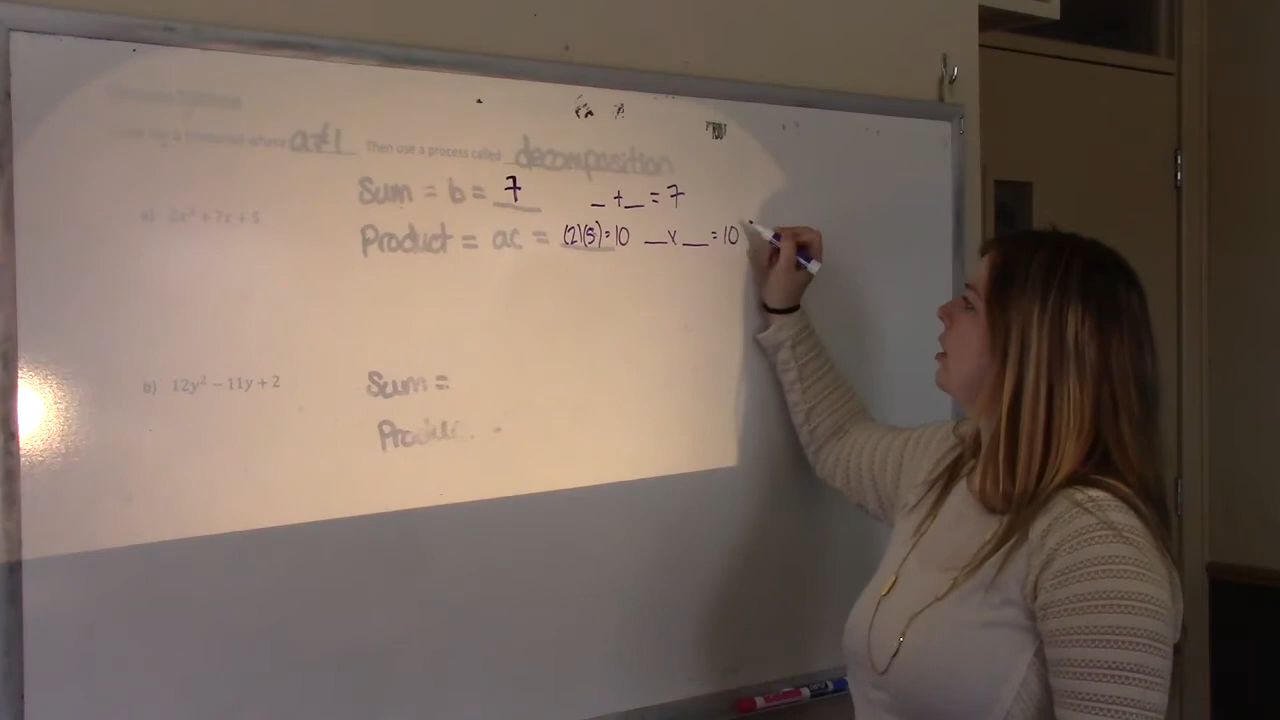 a≠1 Then use a process called decomposition
Sum = b = 7 _ + _ = 7
a) 2x² + 7x + 5
Product = ac = (2)(5)=10 _ x _ = 10
b) 12y² − 11y + 2 Sum =
Produc